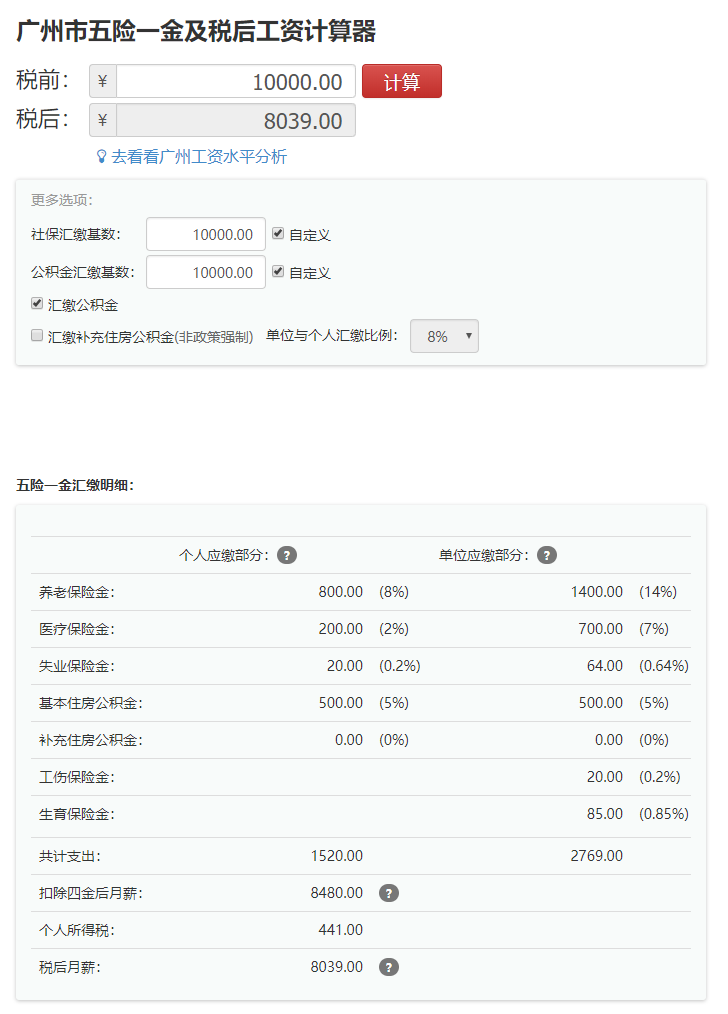 广州市五险一金及税后工资计算器
税前： ¥ 10000.00 计算
税后： ¥ 8039.00
去看看广州工资水平分析
更多选项：
社保汇缴基数： 10000.00 自定义
公积金汇缴基数： 10000.00 自定义
汇缴公积金
汇缴补充住房公积金(非政策强制) 单位与个人汇缴比例： 8%
五险一金汇缴明细：
个人应缴部分： ? 单位应缴部分： ?
养老保险金： 800.00 (8%) 1400.00 (14%)
医疗保险金： 200.00 (2%) 700.00 (7%)
失业保险金： 20.00 (0.2%) 64.00 (0.64%)
基本住房公积金： 500.00 (5%) 500.00 (5%)
补充住房公积金： 0.00 (0%) 0.00 (0%)
工伤保险金： 20.00 (0.2%)
生育保险金： 85.00 (0.85%)
共计支出： 1520.00 2769.00
扣除四金后月薪： 8480.00 ?
个人所得税： 441.00
税后月薪： 8039.00 ?